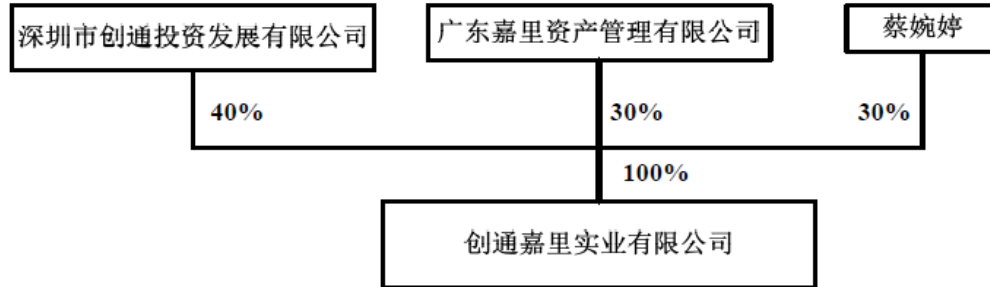 深圳市创通投资发展有限公司
广东嘉里资产管理有限公司
蔡婉婷
40%
30%
30%
100%
创通嘉里实业有限公司